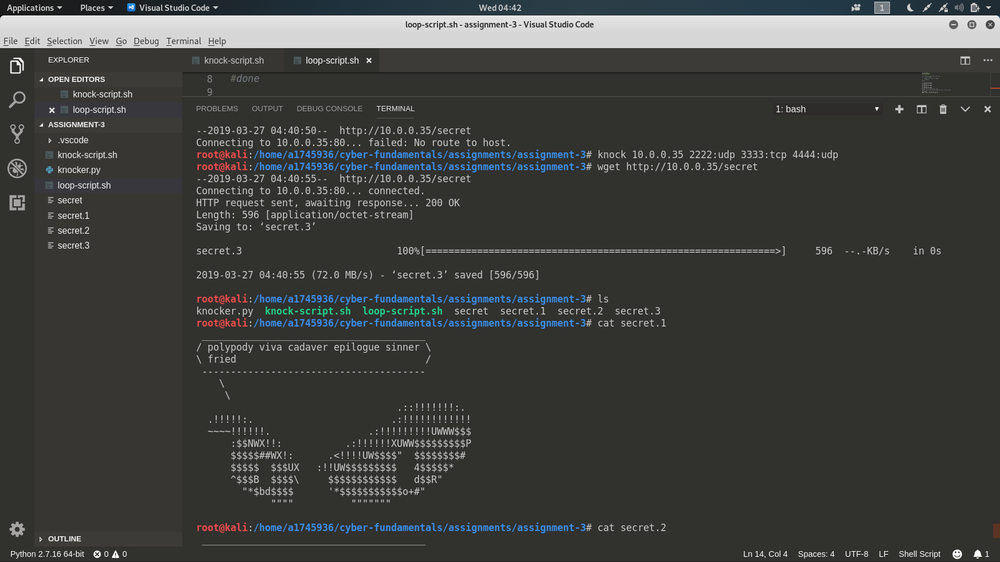 Applications Places Visual Studio Code Wed 04:42 1
loop-script.sh - assignment-3 - Visual Studio Code
File Edit Selection View Go Debug Terminal Help
EXPLORER
OPEN EDITORS
knock-script.sh
loop-script.sh
ASSIGNMENT-3
.vscode
knock-script.sh
knocker.py
loop-script.sh
secret
secret.1
secret.2
secret.3
OUTLINE
knock-script.sh loop-script.sh
8 #done
9
PROBLEMS OUTPUT DEBUG CONSOLE TERMINAL 1: bash
--2019-03-27 04:40:50--  http://10.0.0.35/secret
Connecting to 10.0.0.35:80... failed: No route to host.
root@kali:/home/a1745936/cyber-fundamentals/assignments/assignment-3# knock 10.0.0.35 2222:udp 3333:tcp 4444:udp
root@kali:/home/a1745936/cyber-fundamentals/assignments/assignment-3# wget http://10.0.0.35/secret
--2019-03-27 04:40:55--  http://10.0.0.35/secret
Connecting to 10.0.0.35:80... connected.
HTTP request sent, awaiting response... 200 OK
Length: 596 [application/octet-stream]
Saving to: ‘secret.3’
secret.3                           100%[=============================================================>]     596  --.-KB/s    in 0s
2019-03-27 04:40:55 (72.0 MB/s) - ‘secret.3’ saved [596/596]
root@kali:/home/a1745936/cyber-fundamentals/assignments/assignment-3# ls
knocker.py  knock-script.sh  loop-script.sh  secret  secret.1  secret.2  secret.3
root@kali:/home/a1745936/cyber-fundamentals/assignments/assignment-3# cat secret.1
 _______________________________________
/ polypody viva cadaver epilogue sinner \
\ fried                                 /
 ---------------------------------------
    \
     \
                                   .::!!!!!!!:.
  .!!!!!:.                        .:!!!!!!!!!!!!
  ~~~~!!!!!!.                 .:!!!!!!!!!UWWW$$$
      :$$NWX!!:           .:!!!!!!XUWW$$$$$$$$$P
      $$$$$##WX!:      .<!!!!UW$$$$"  $$$$$$$$#
      $$$$$  $$$UX   :!!UW$$$$$$$$$   4$$$$$*
      ^$$$B  $$$$\     $$$$$$$$$$$$   d$$R"
        "*$bd$$$$      '*$$$$$$$$$$$o+#"
             """"          """""""
root@kali:/home/a1745936/cyber-fundamentals/assignments/assignment-3# cat secret.2
 _______________________________________
Python 2.7.16 64-bit 0 0 Ln 14, Col 4 Spaces: 4 UTF-8 LF Shell Script 1